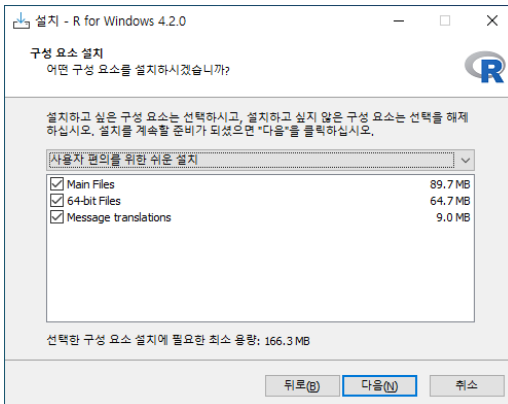 설치 - R for Windows 4.2.0
구성 요소 설치
어떤 구성 요소를 설치하시겠습니까?
R
설치하고 싶은 구성 요소는 선택하시고, 설치하고 싶지 않은 구성 요소는 선택을 해제
하십시오. 설치를 계속할 준비가 되셨으면 "다음"을 클릭하십시오.
사용자 편의를 위한 쉬운 설치
Main Files 89.7 MB
64-bit Files 64.7 MB
Message translations 9.0 MB
선택한 구성 요소 설치에 필요한 최소 용량: 166.3 MB
뒤로(B) 다음(N) 취소